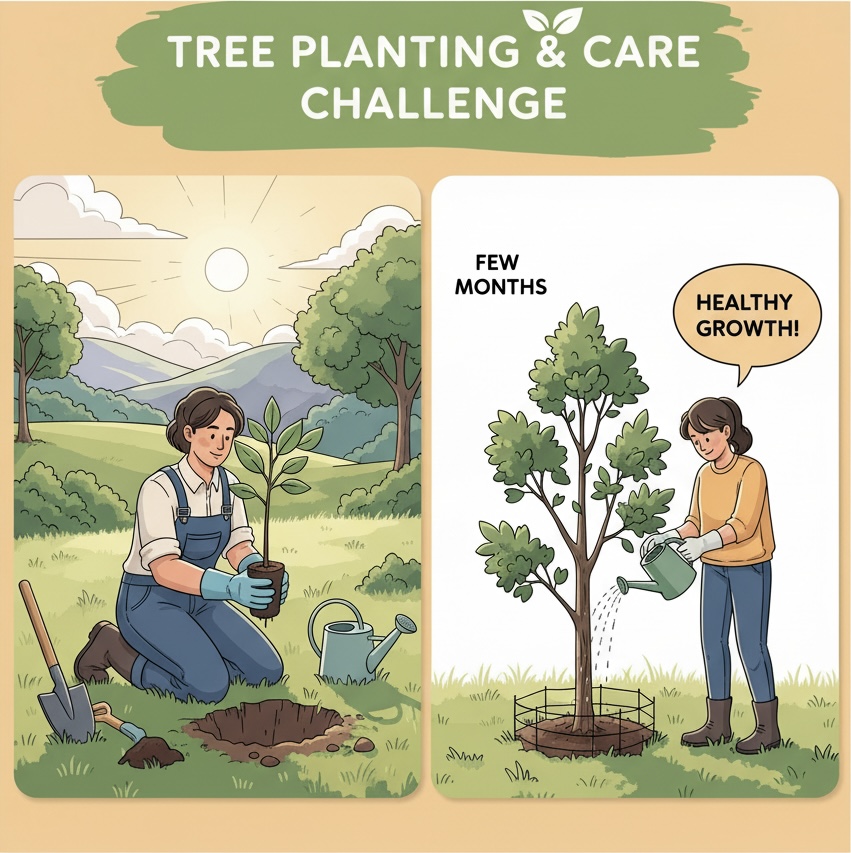 TREE PLANTING & CARE
CHALLENGE
FEW
MONTHS
HEALTHY
GROWTH!